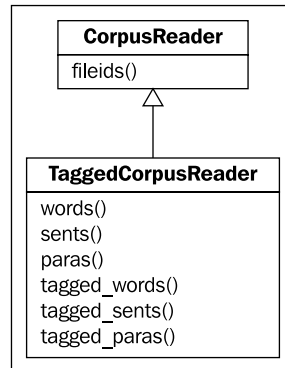 CorpusReader
fileids()
TaggedCorpusReader
words()
sents()
paras()
tagged_words()
tagged_sents()
tagged_paras()